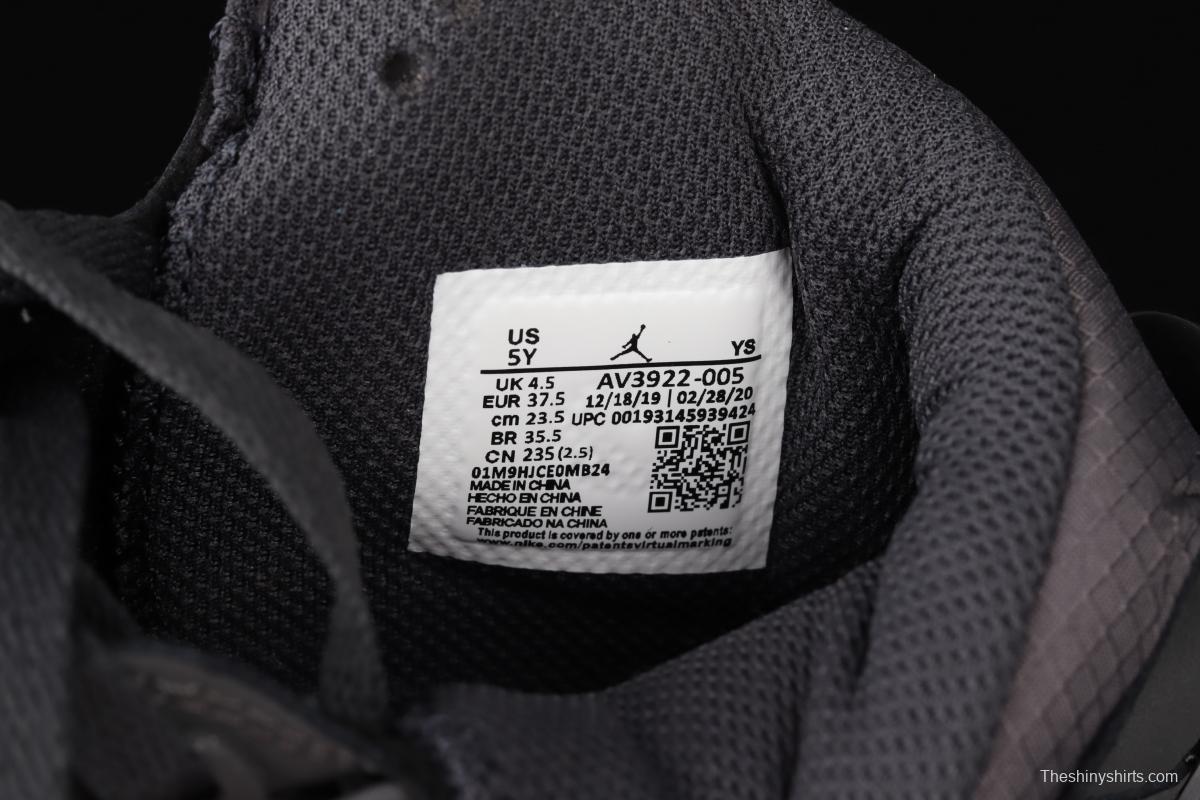 US
5Y
YS
UK 4.5
AV3922-005
EUR 37.5
12/18/19 | 02/28/20
cm 23.5
UPC 00193145939424
BR 35.5
CN 235 (2.5)
01M9HJCE0MB24
MADE IN CHINA
HECHO EN CHINA
FABRIQUE EN CHINE
FABRICADO NA CHINA
This product is covered by one or more patents:
www.nike.com/patentsvirtualmarking
Theshinyshirts.com